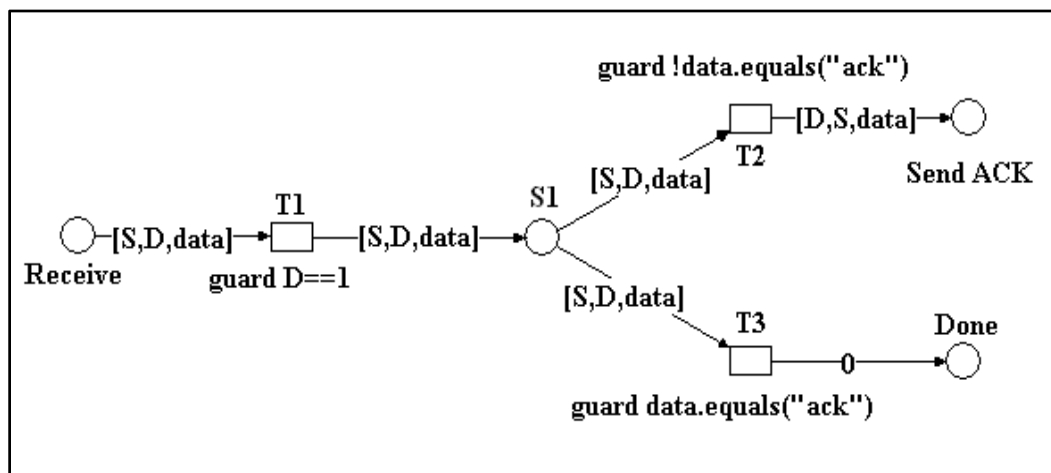 guard !data.equals("ack")
[D,S,data]
T2
Send ACK
[S,D,data]
S1
T1
[S,D,data]
[S,D,data]
Receive
guard D==1
[S,D,data]
T3
Done
0
guard data.equals("ack")